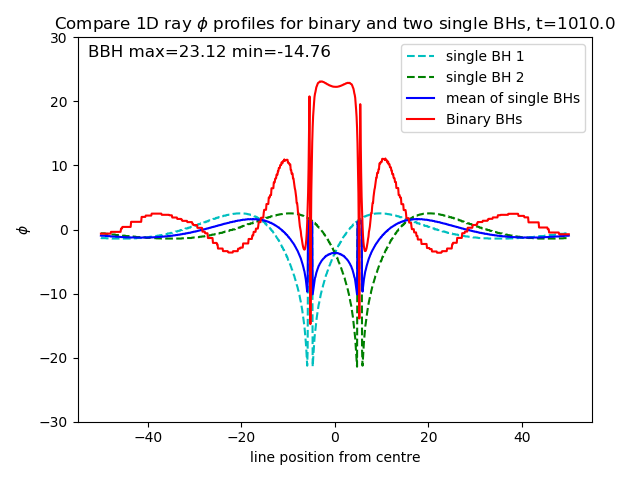 Compare 1D ray ϕ profiles for binary and two single BHs, t=1010.0
BBH max=23.12 min=-14.76
single BH 1
single BH 2
mean of single BHs
Binary BHs
30
20
10
0
−10
−20
−30
ϕ
−40 −20 0 20 40
line position from centre